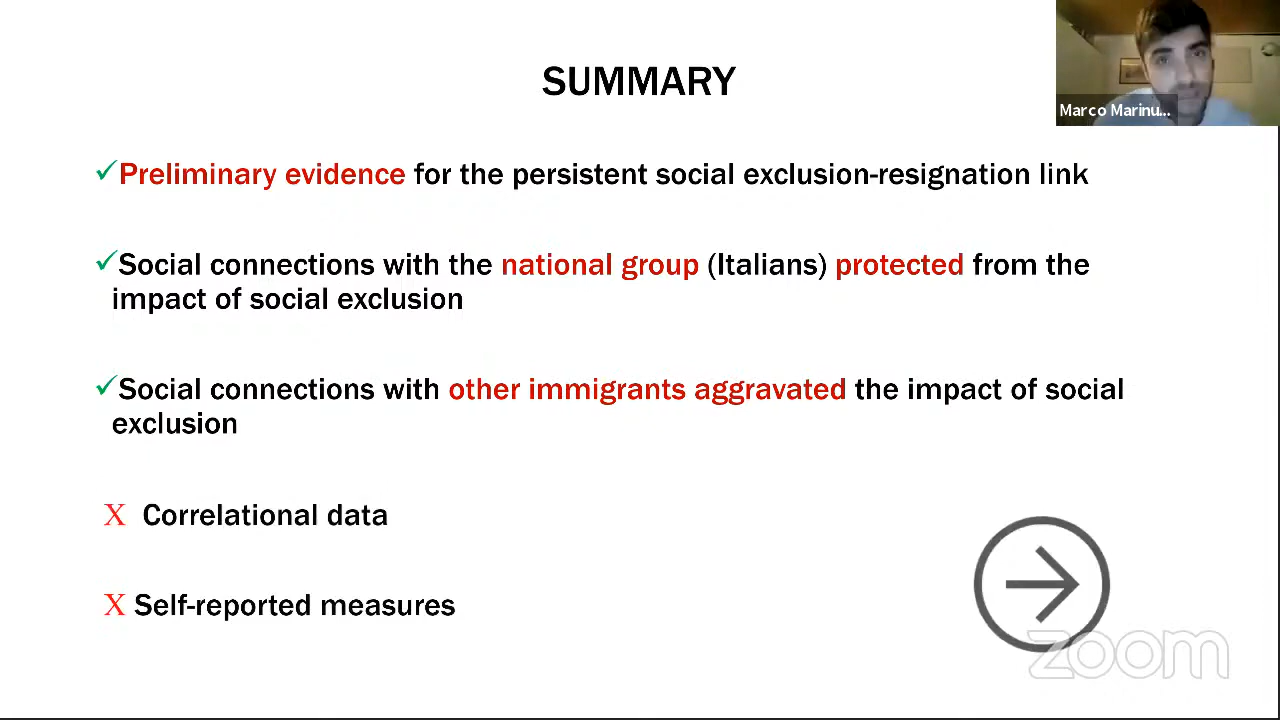 SUMMARY
Marco Marinu...
✓Preliminary evidence for the persistent social exclusion-resignation link
✓Social connections with the national group (Italians) protected from the
impact of social exclusion
✓Social connections with other immigrants aggravated the impact of social
exclusion
X Correlational data
X Self-reported measures
zoom